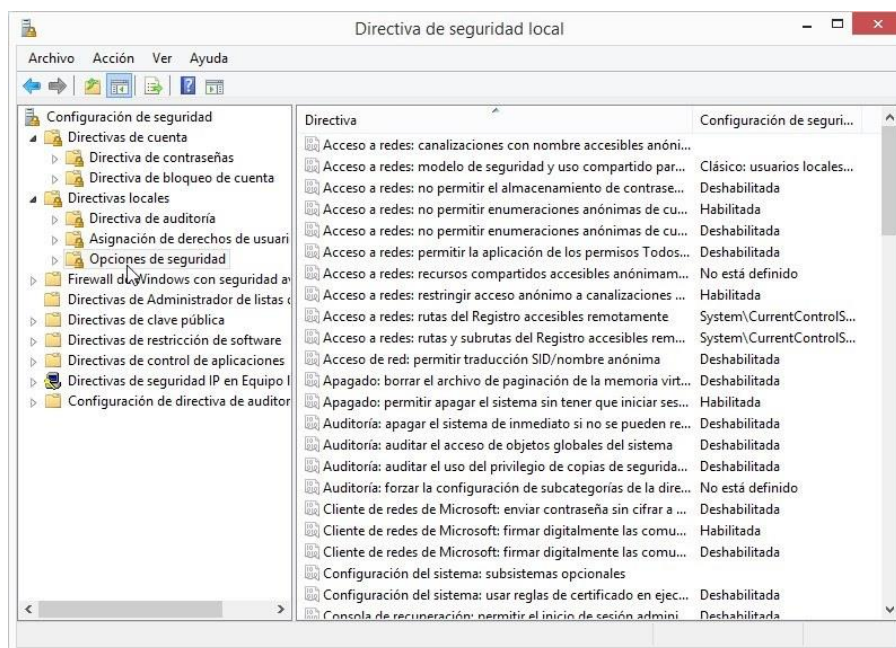 Directiva de seguridad local
Archivo Acción Ver Ayuda
Configuración de seguridad
Directivas de cuenta
Directiva de contraseñas
Directiva de bloqueo de cuenta
Directivas locales
Directiva de auditoría
Asignación de derechos de usuari
Opciones de seguridad
Firewall de Windows con seguridad av
Directivas de Administrador de listas c
Directivas de clave pública
Directivas de restricción de software
Directivas de control de aplicaciones
Directivas de seguridad IP en Equipo l
Configuración de directiva de auditor
Directiva Configuración de seguri...
Acceso a redes: canalizaciones con nombre accesibles anóni...
Acceso a redes: modelo de seguridad y uso compartido par... Clásico: usuarios locales...
Acceso a redes: no permitir el almacenamiento de contrase... Deshabilitada
Acceso a redes: no permitir enumeraciones anónimas de cu... Habilitada
Acceso a redes: no permitir enumeraciones anónimas de cu... Deshabilitada
Acceso a redes: permitir la aplicación de los permisos Todos... Deshabilitada
Acceso a redes: recursos compartidos accesibles anónimam... No está definido
Acceso a redes: restringir acceso anónimo a canalizaciones ... Habilitada
Acceso a redes: rutas del Registro accesibles remotamente System\CurrentControlS...
Acceso a redes: rutas y subrutas del Registro accesibles rem... System\CurrentControlS...
Acceso de red: permitir traducción SID/nombre anónima Deshabilitada
Apagado: borrar el archivo de paginación de la memoria virt... Deshabilitada
Apagado: permitir apagar el sistema sin tener que iniciar ses... Habilitada
Auditoría: apagar el sistema de inmediato si no se pueden re... Deshabilitada
Auditoría: auditar el acceso de objetos globales del sistema Deshabilitada
Auditoría: auditar el uso del privilegio de copias de segurida... Deshabilitada
Auditoría: forzar la configuración de subcategorías de la dire... No está definido
Cliente de redes de Microsoft: enviar contraseña sin cifrar a ... Deshabilitada
Cliente de redes de Microsoft: firmar digitalmente las comu... Habilitada
Cliente de redes de Microsoft: firmar digitalmente las comu... Deshabilitada
Configuración del sistema: subsistemas opcionales
Configuración del sistema: usar reglas de certificado en ejec... Deshabilitada
Consola de recuperación: permitir el inicio de sesión admini... Deshabilitada